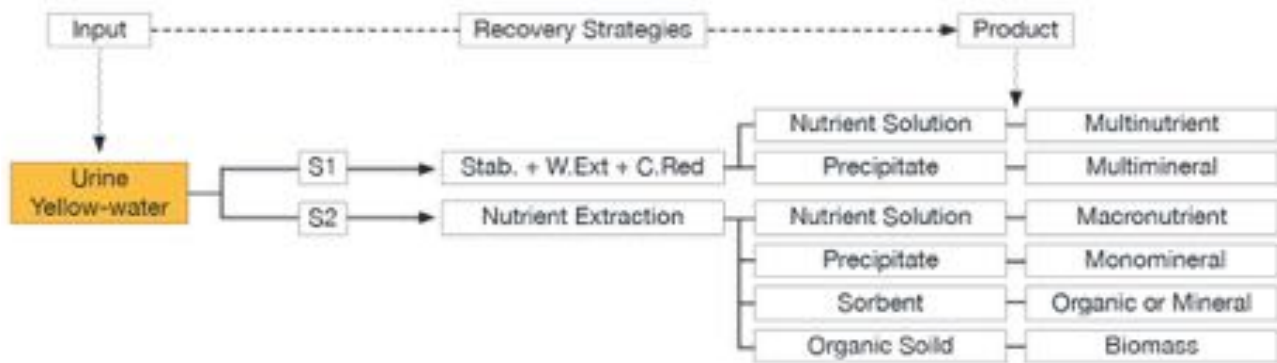 Input
Recovery Strategies
Product
Urine
Yellow-water
S1
Stab. + W.Ext + C.Red
Nutrient Solution
Multinutrient
Precipitate
Multimineral
S2
Nutrient Extraction
Nutrient Solution
Macronutrient
Precipitate
Monomineral
Sorbent
Organic or Mineral
Organic Soild
Biomass